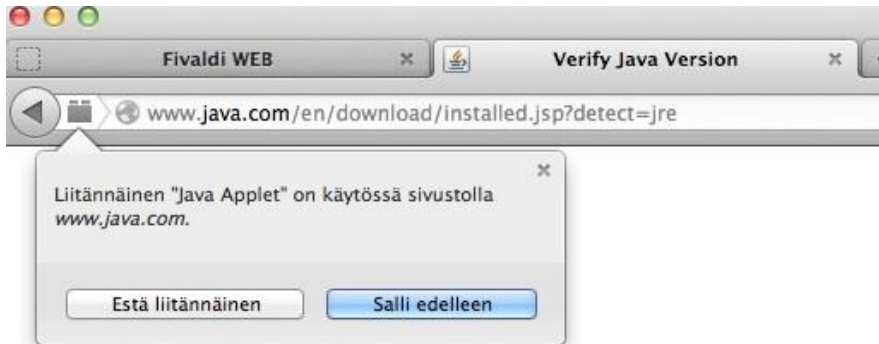 Fivaldi WEB
Verify Java Version
www.java.com/en/download/installed.jsp?detect=jre
Liitännäinen "Java Applet" on käytössä sivustolla
www.java.com.
Estä liitännäinen
Salli edelleen